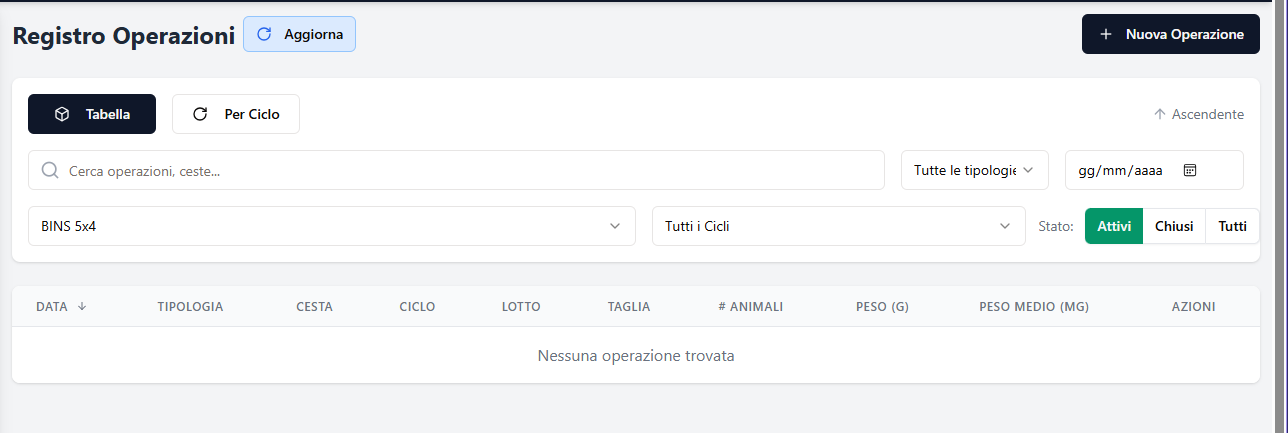 Registro Operazioni
Aggiorna
Nuova Operazione
Tabella
Per Ciclo
Ascendente
Cerca operazioni, ceste...
Tutte le tipologie
gg/mm/aaaa
BINS 5x4
Tutti i Cicli
Stato:
Attivi
Chiusi
Tutti
DATA TIPOLOGIA CESTA CICLO LOTTO TAGLIA # ANIMALI PESO (G) PESO MEDIO (MG) AZIONI
Nessuna operazione trovata